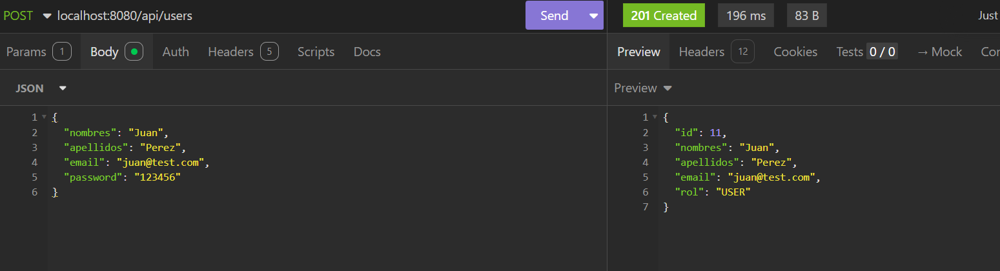 POST localhost:8080/api/users Send 201 Created 196 ms 83 B Just
Params 1 Body Auth Headers 5 Scripts Docs Preview Headers 12 Cookies Tests 0 / 0 → Mock Cor
JSON Preview
1 { 1 {
2 "nombres": "Juan", 2 "id": 11,
3 "apellidos": "Perez", 3 "nombres": "Juan",
4 "email": "juan@test.com", 4 "apellidos": "Perez",
5 "password": "123456" 5 "email": "juan@test.com",
6 } 6 "rol": "USER"
7 }